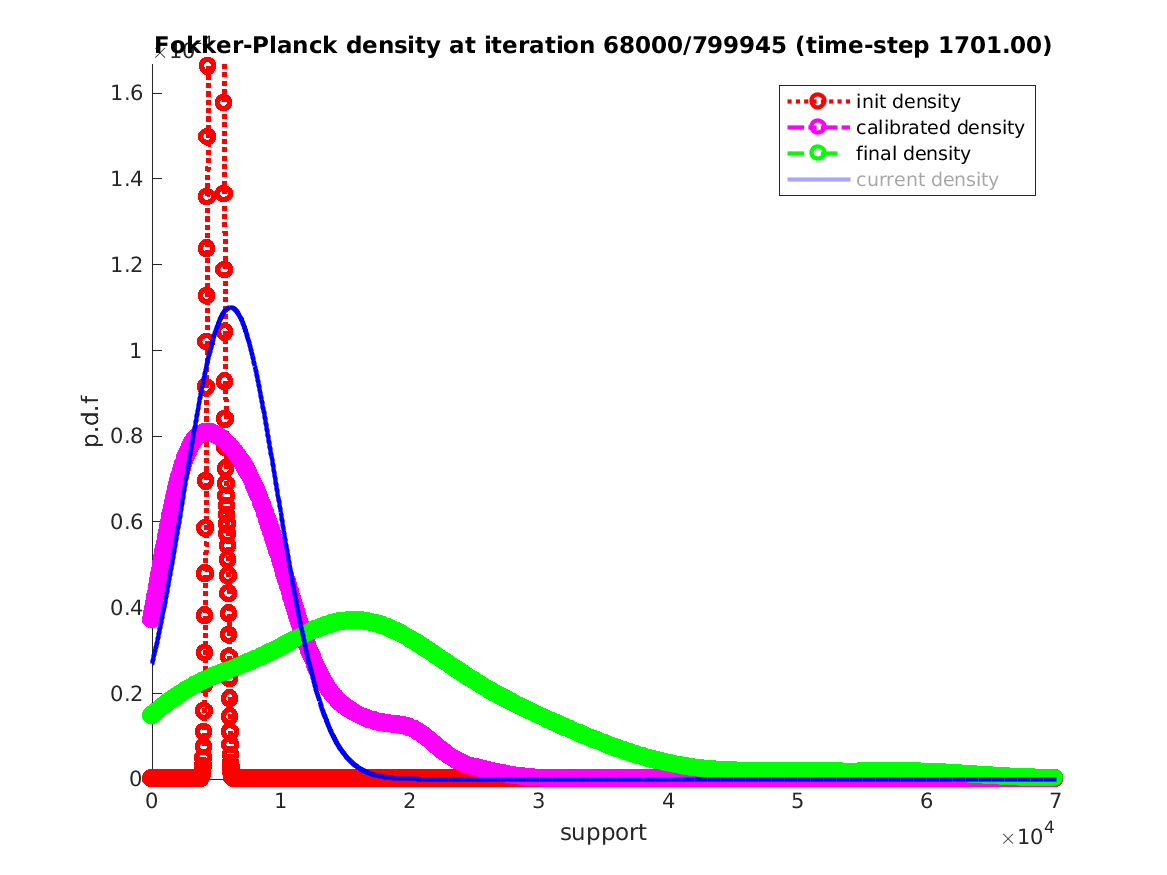 Fokker-Planck density at iteration 68000/799945 (time-step 1701.00)
init density
calibrated density
final density
current density
1.6
1.4
1.2
1
0.8
0.6
0.4
0.2
0
p.d.f
0 1 2 3 4 5 6 7
support
×10^4